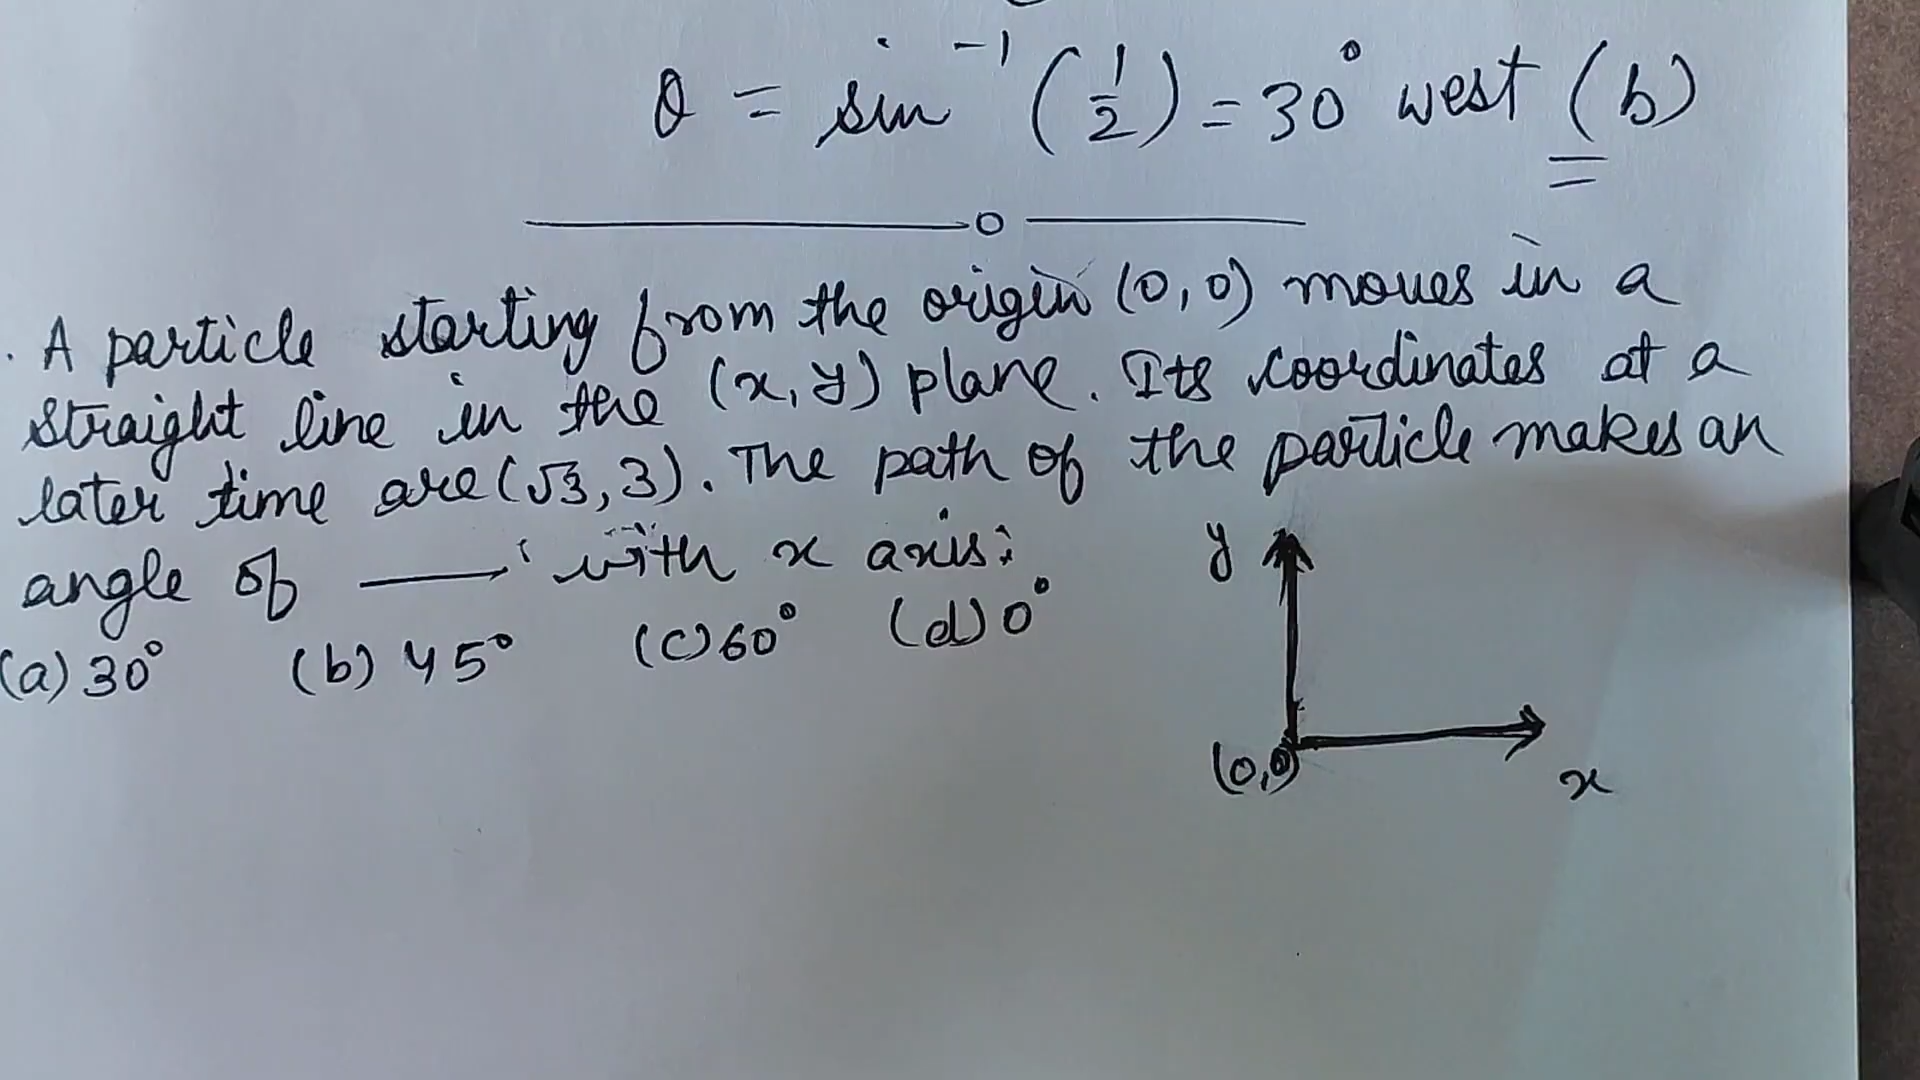 θ = sin⁻¹ (1/2) = 30° west (b)
A particle starting from the origin (0,0) moves in a
straight line in the (x,y) plane. Its coordinates at a
later time are (√3, 3). The path of the particle makes an
angle of —— with x axis:
(a) 30° (b) 45° (c) 60° (d) 0°
y
(0,0)
x